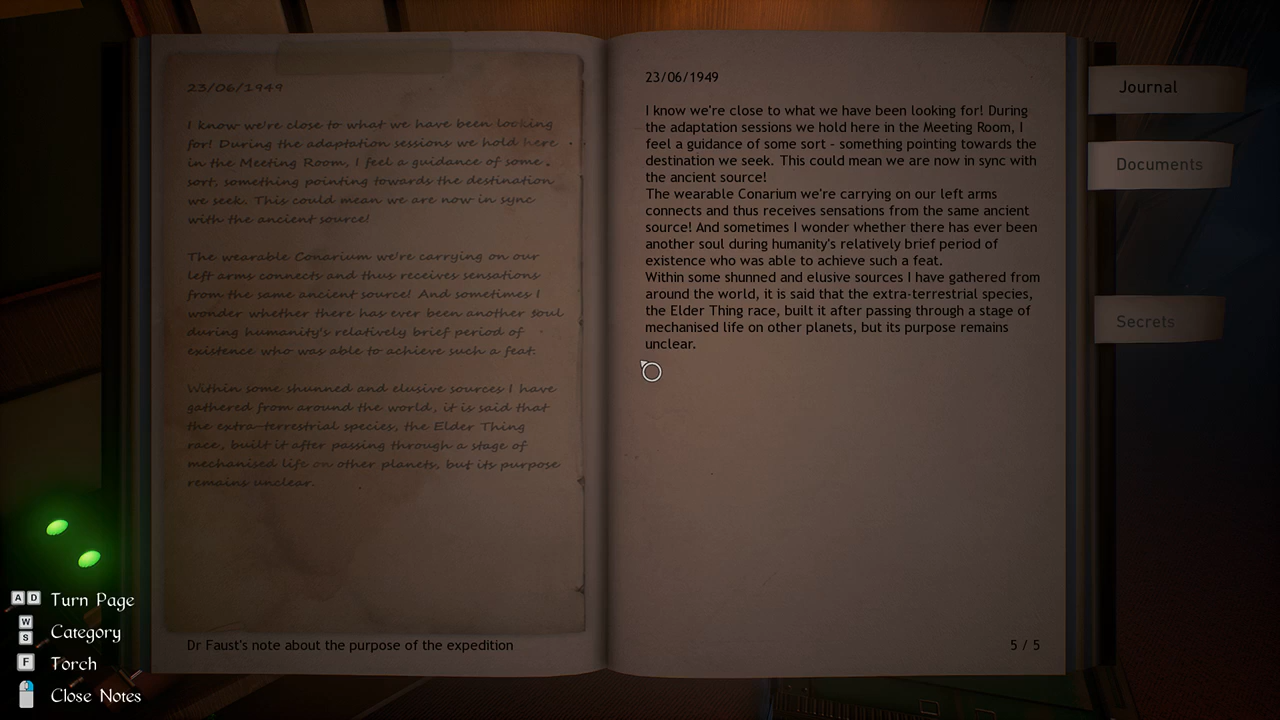 23/06/1949
I know we're close to what we have been looking
for! During the adaptation sessions we hold here
in the Meeting Room, I feel a guidance of some
sort, something pointing towards the destination
we seek. This could mean we are now in sync
with the ancient source!
The wearable Conarium we're carrying on our
left arms connects and thus receives sensations
from the same ancient source! And sometimes I
wonder whether there has ever been another soul
during humanity's relatively brief period of
existence who was able to achieve such a feat.
Within some shunned and elusive sources I have
gathered from around the world, it is said that
the extra-terrestrial species, the Elder Thing
race, built it after passing through a stage of
mechanised life on other planets, but its purpose
remains unclear.
Dr Faust's note about the purpose of the expedition
23/06/1949
I know we're close to what we have been looking for! During
the adaptation sessions we hold here in the Meeting Room, I
feel a guidance of some sort - something pointing towards the
destination we seek. This could mean we are now in sync with
the ancient source!
The wearable Conarium we're carrying on our left arms
connects and thus receives sensations from the same ancient
source! And sometimes I wonder whether there has ever been
another soul during humanity's relatively brief period of
existence who was able to achieve such a feat.
Within some shunned and elusive sources I have gathered from
around the world, it is said that the extra-terrestrial species,
the Elder Thing race, built it after passing through a stage of
mechanised life on other planets, but its purpose remains
unclear.
5 / 5
Journal
Documents
Secrets
A D Turn Page
W
S
Category
F Torch
Close Notes